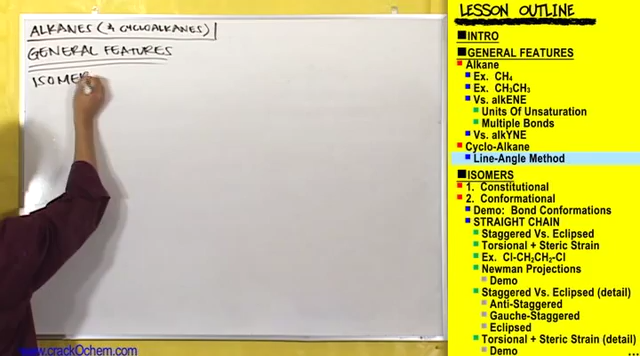 ALKANES (& CYCLOALKANES)
GENERAL FEATURES
ISOMER
www.crackOchem.com
LESSON OUTLINE
INTRO
GENERAL FEATURES
Alkane
Ex. CH₄
Ex. CH₃CH₃
Vs. alkENE
Units Of Unsaturation
Multiple Bonds
Vs. alkYNE
Cyclo-Alkane
Line-Angle Method
ISOMERS
1. Constitutional
2. Conformational
Demo: Bond Conformations
STRAIGHT CHAIN
Staggered Vs. Eclipsed
Torsional + Steric Strain
Ex. Cl-CH₂CH₂-Cl
Newman Projections
Demo
Staggered Vs. Eclipsed (detail)
Anti-Staggered
Gauche-Staggered
Eclipsed
Torsional + Steric Strain (detail)
Demo
...